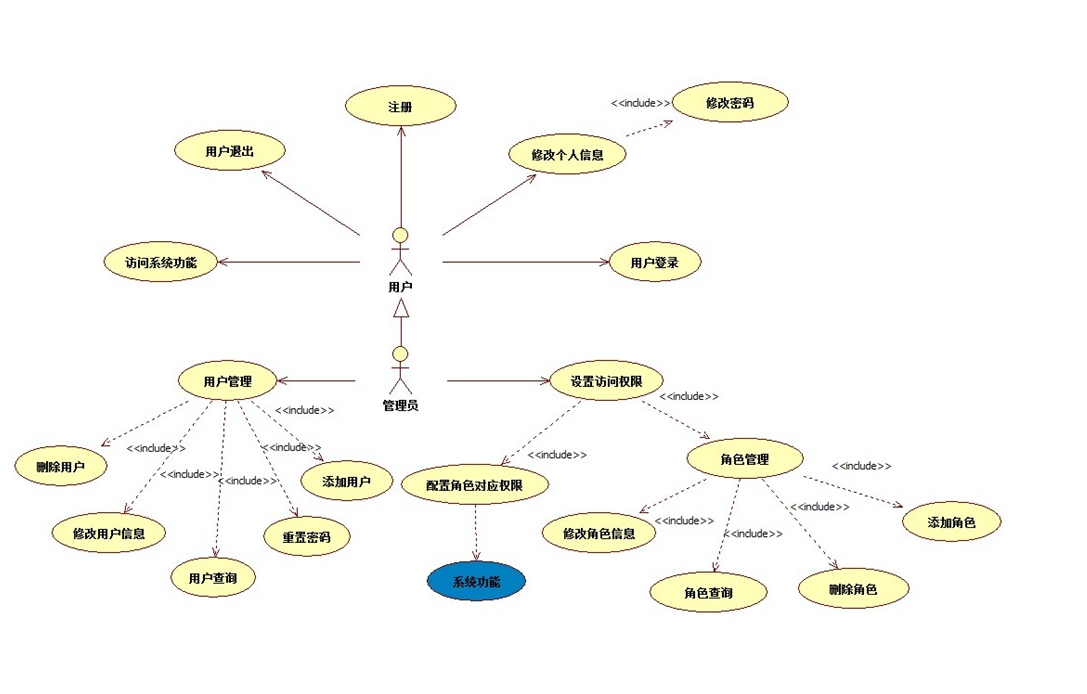 <<include>>
修改密码
注册
用户退出
修改个人信息
访问系统功能
用户登录
用户
用户管理
设置访问权限
管理员
<<include>>
<<include>>
<<include>>
<<include>>
<<include>>
角色管理
删除用户
<<include>>
<<include>>
<<include>>
添加用户
配置角色对应权限
<<include>>
<<include>>
添加角色
修改用户信息
重置密码
修改角色信息
<<include>>
用户查询
系统功能
角色查询
删除角色